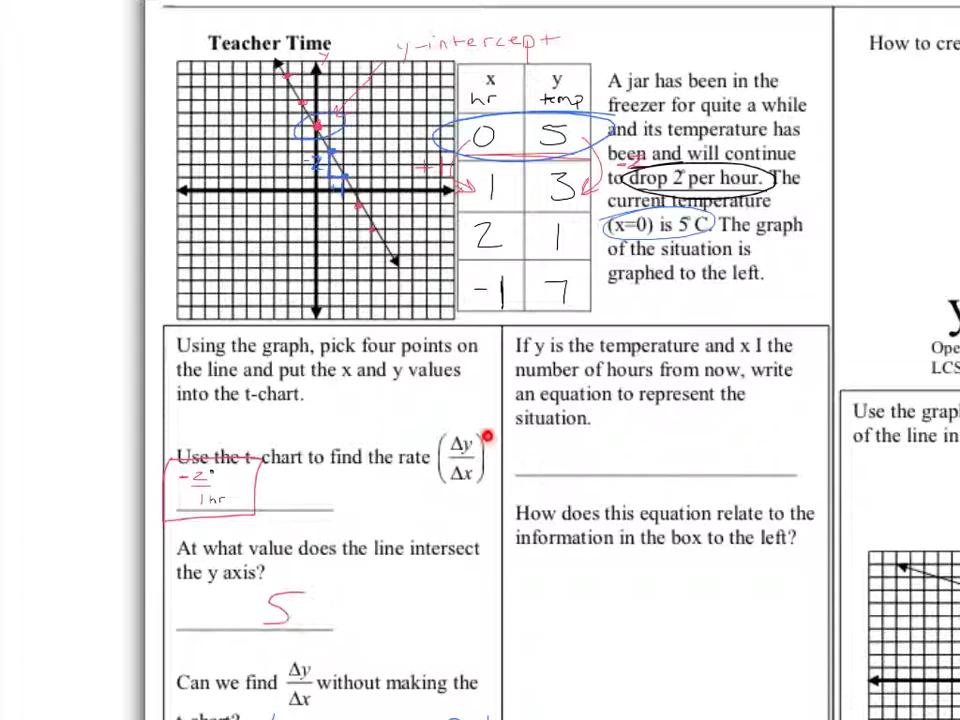 Teacher Time
y-intercept
y
-2
+1
x y
hr temp
0 5
+1 -2
1 3
2 1
-1 7
A jar has been in the
freezer for quite a while
and its temperature has
been and will continue
to drop 2° per hour. The
current temperature
(x=0) is 5°C. The graph
of the situation is
graphed to the left.
Using the graph, pick four points on
the line and put the x and y values
into the t-chart.
Use the t-chart to find the rate (Δy/Δx)
-2°
1 hr
At what value does the line intersect
the y axis?
5
Can we find Δy/Δx without making the
t-chart?
If y is the temperature and x I the
number of hours from now, write
an equation to represent the
situation.
How does this equation relate to the
information in the box to the left?
How to
y
LCS
Use the
of the line in